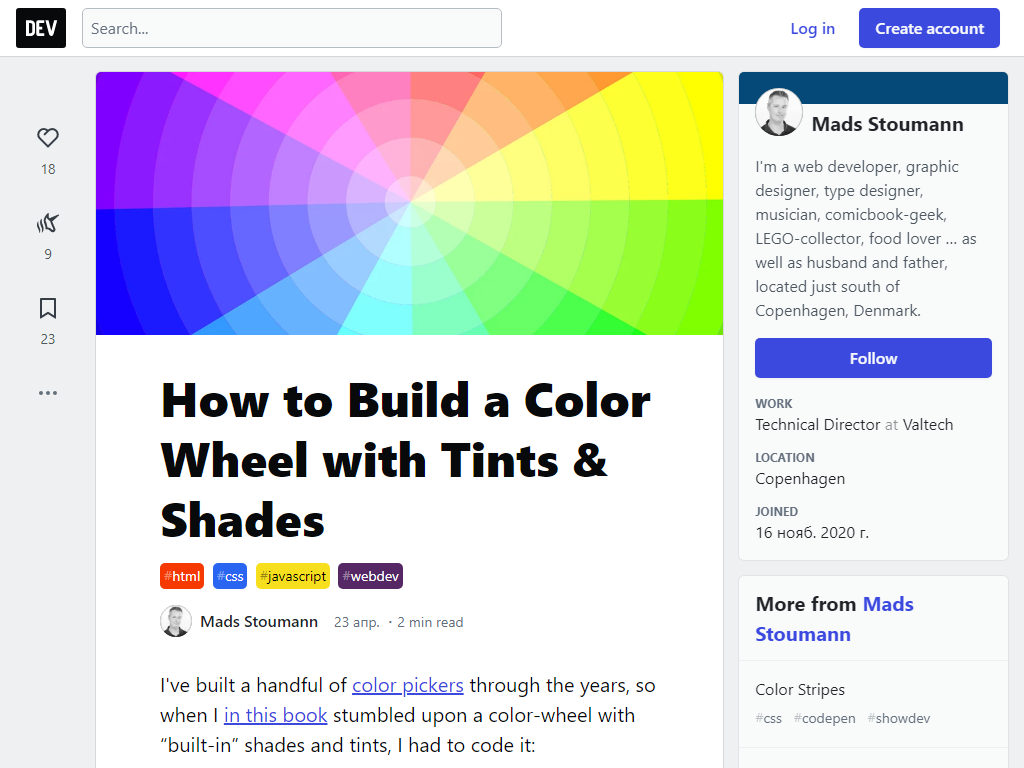 DEV
Search...
Log in
Create account
18
9
23
How to Build a Color
Wheel with Tints &
Shades
#html #css #javascript #webdev
Mads Stoumann 23 апр. · 2 min read
I've built a handful of color pickers through the years, so
when I in this book stumbled upon a color-wheel with
“built-in” shades and tints, I had to code it:
Mads Stoumann
I'm a web developer, graphic
designer, type designer,
musician, comicbook-geek,
LEGO-collector, food lover ... as
well as husband and father,
located just south of
Copenhagen, Denmark.
Follow
WORK
Technical Director at Valtech
LOCATION
Copenhagen
JOINED
16 нояб. 2020 г.
More from Mads
Stoumann
Color Stripes
#css #codepen #showdev